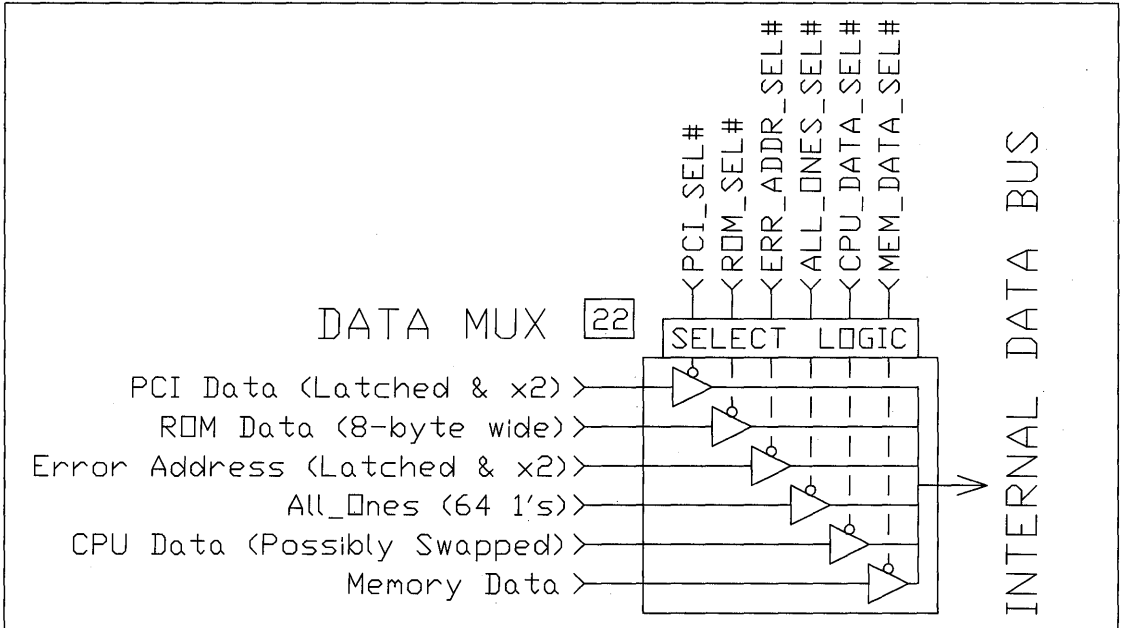 PCI_SEL#
ROM_SEL#
ERR_ADDR_SEL#
ALL_ONES_SEL#
CPU_DATA_SEL#
MEM_DATA_SEL#
DATA MUX 22
SELECT LOGIC
PCI Data (Latched & x2)
ROM Data (8-byte wide)
Error Address (Latched & x2)
All_Ones (64 1's)
CPU Data (Possibly Swapped)
Memory Data
INTERNAL DATA BUS